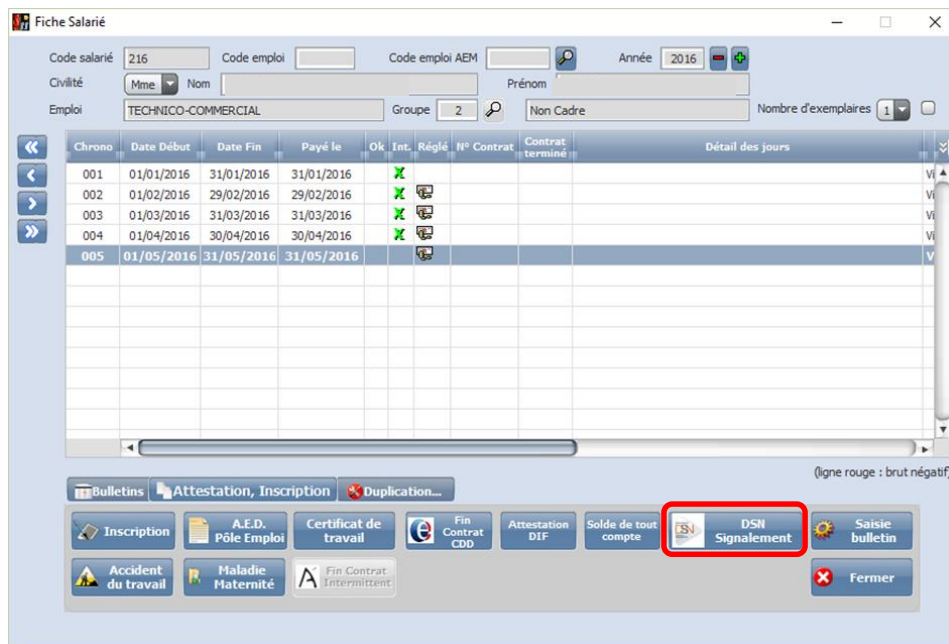 Fiche Salarié
Code salarié 216 Code emploi Code emploi AEM Année 2016
Civilité Mme Nom Prénom
Emploi TECHNICO-COMMERCIAL Groupe 2 Non Cadre Nombre d'exemplaires 1
Chrono Date Début Date Fin Payé le Ok Int. Réglé N° Contrat Contrat terminé Détail des jours
001 01/01/2016 31/01/2016 31/01/2016 X Vi
002 01/02/2016 29/02/2016 29/02/2016 X Vi
003 01/03/2016 31/03/2016 31/03/2016 X Vi
004 01/04/2016 30/04/2016 30/04/2016 X Vi
005 01/05/2016 31/05/2016 31/05/2016 V
(ligne rouge : brut négatif
Bulletins Attestation, Inscription Duplication...
Inscription A.E.D. Pôle Emploi Certificat de travail Fin Contrat CDD Attestation DIF Solde de tout compte DSN DSN Signalement Saisie bulletin
Accident du travail Maladie Maternité Fin Contrat Intermittent Fermer